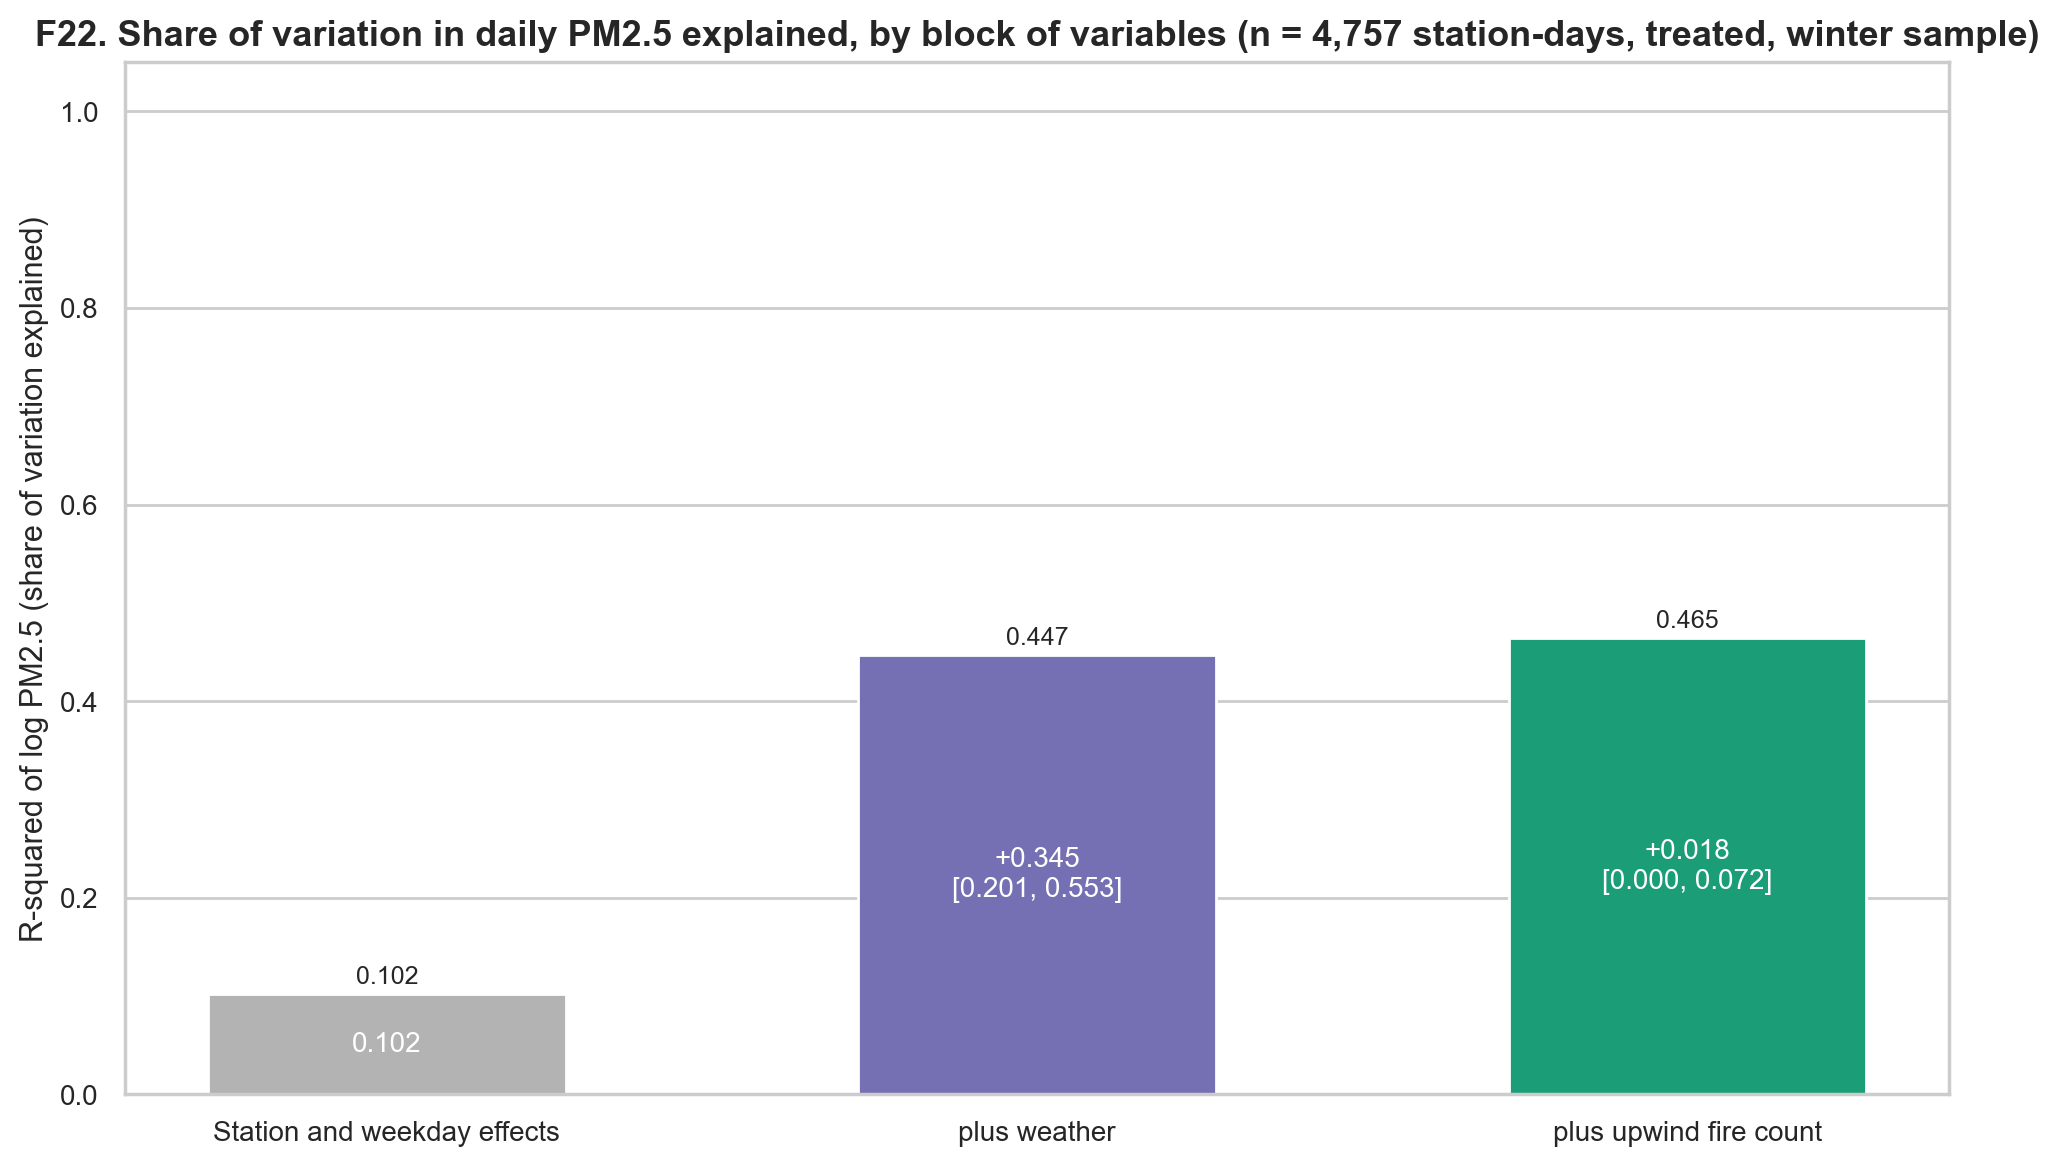 F22. Share of variation in daily PM2.5 explained, by block of variables (n = 4,757 station-days, treated, winter sample)
R-squared of log PM2.5 (share of variation explained)
1.0
0.8
0.6
0.4
0.2
0.0
0.102
0.102
0.447
+0.345
[0.201, 0.553]
0.465
+0.018
[0.000, 0.072]
Station and weekday effects
plus weather
plus upwind fire count